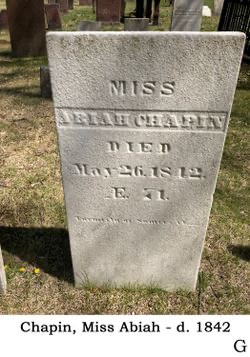 MISS
ABIAH CHAPIN
DIED
May 26. 1842.
Æ. 71.
Chapin, Miss Abiah - d. 1842
G